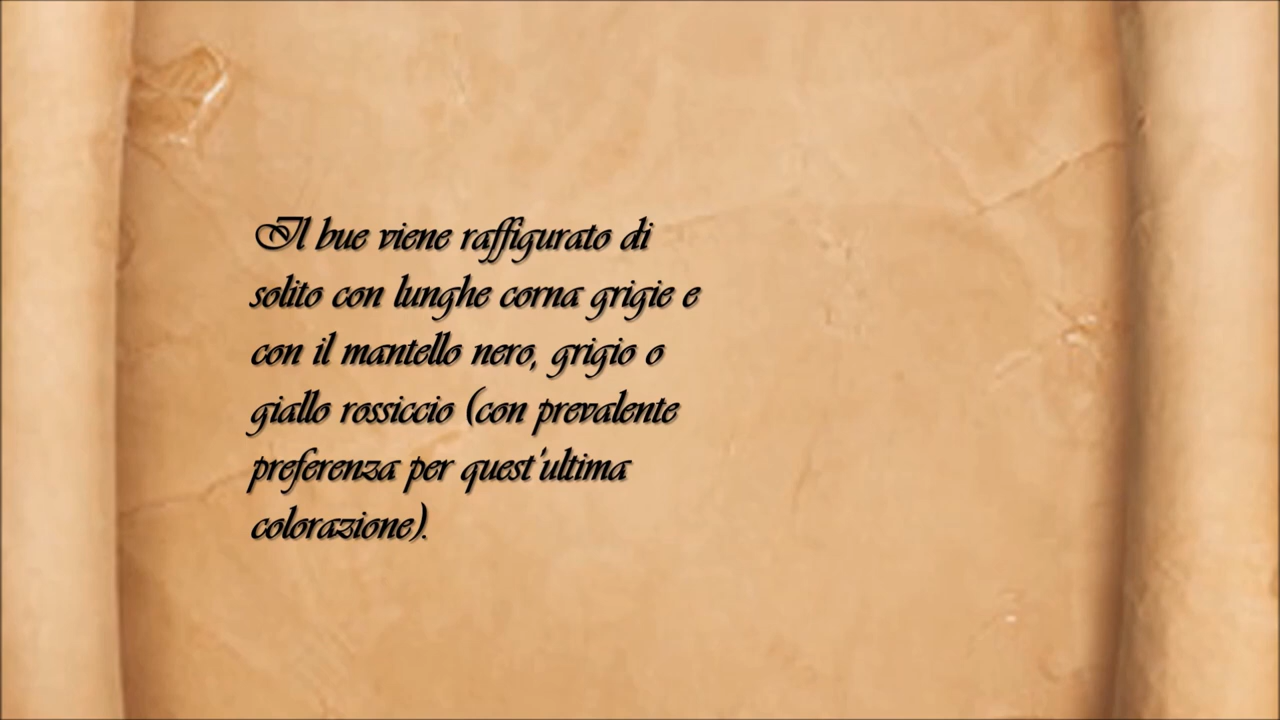 Il bue viene raffigurato di
solito con lunghe corna grigie e
con il mantello nero, grigio o
giallo rossiccio (con prevalente
preferenza per quest'ultima
colorazione).